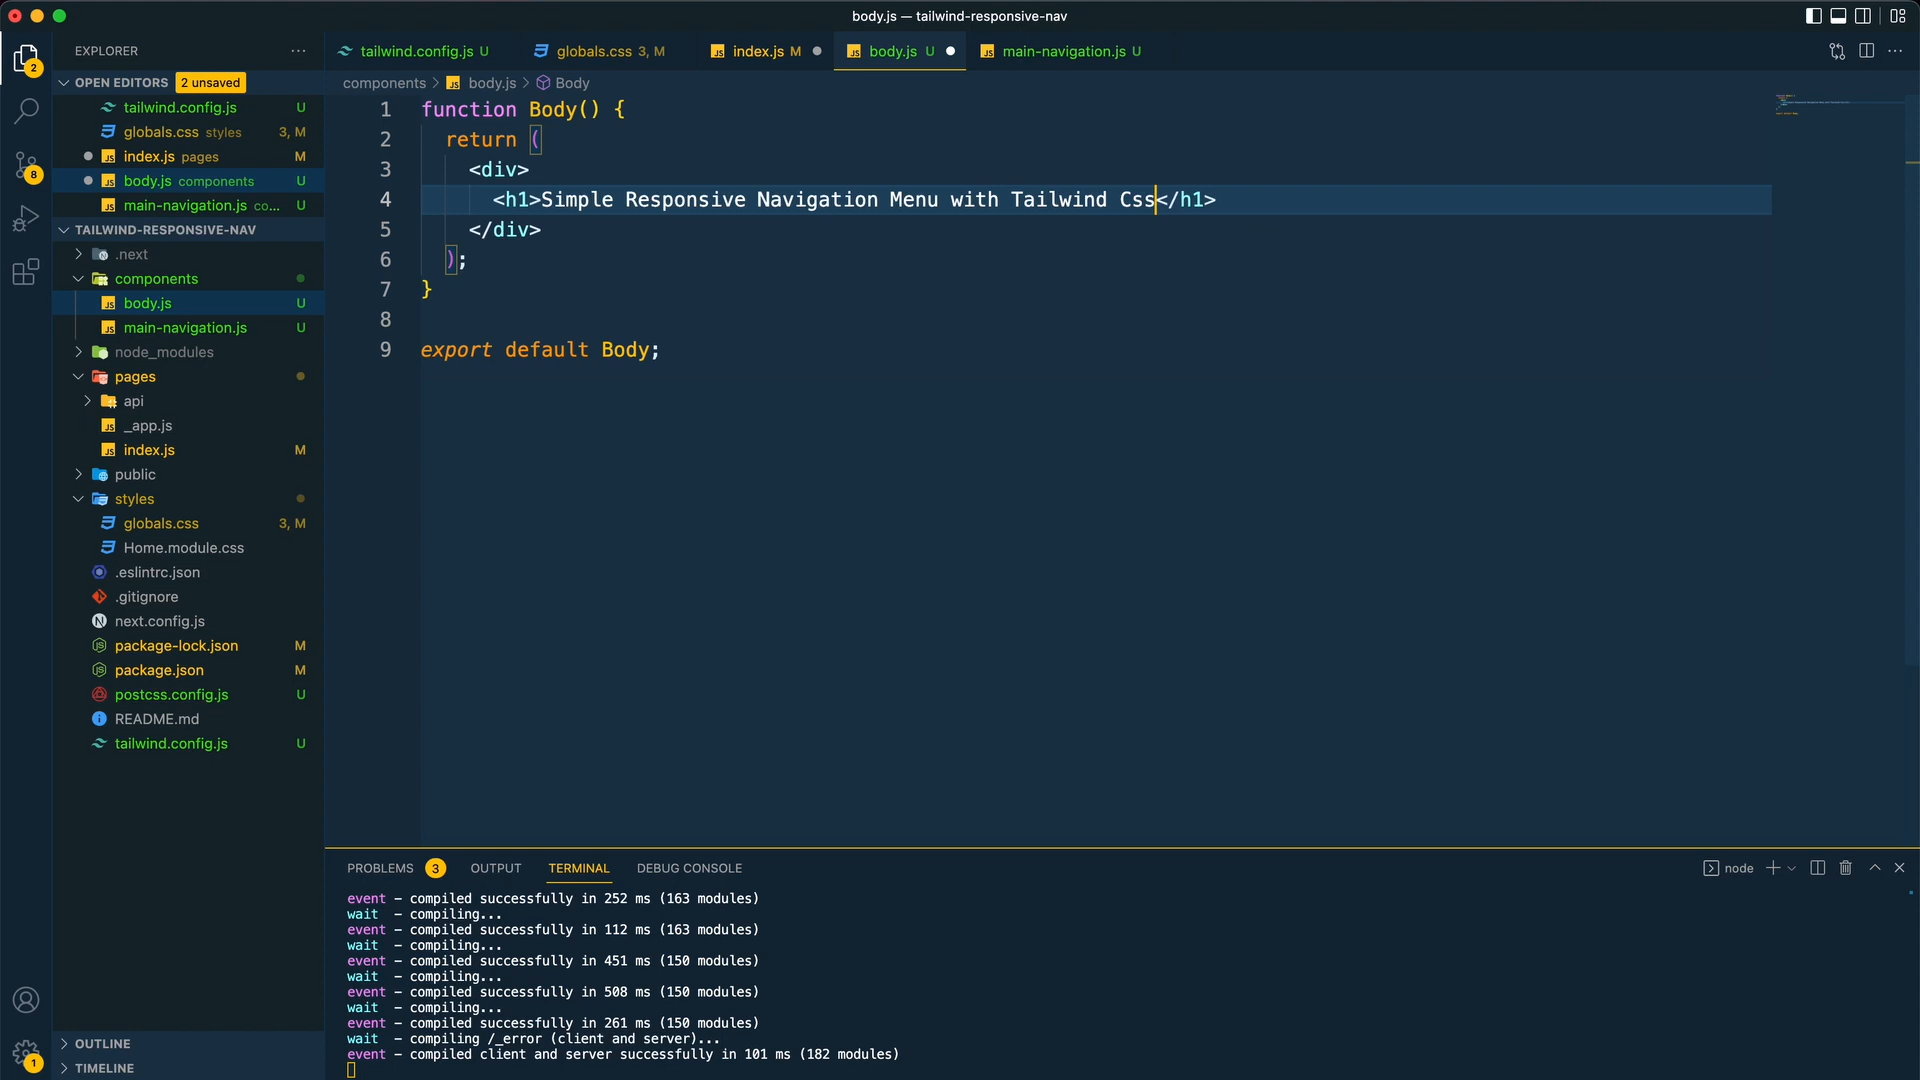 body.js — tailwind-responsive-nav
EXPLORER
OPEN EDITORS 2 unsaved
tailwind.config.js U
globals.css styles 3, M
index.js pages M
body.js components U
main-navigation.js co... U
TAILWIND-RESPONSIVE-NAV
.next
components
body.js U
main-navigation.js U
node_modules
pages
api
_app.js
index.js M
public
styles
globals.css 3, M
Home.module.css
.eslintrc.json
.gitignore
next.config.js
package-lock.json M
package.json M
postcss.config.js U
README.md
tailwind.config.js U
OUTLINE
TIMELINE
2
8
1
tailwind.config.js U globals.css 3, M index.js M body.js U main-navigation.js U
components > body.js > Body
1 function Body() {
2 return (
3 <div>
4 <h1>Simple Responsive Navigation Menu with Tailwind Css</h1>
5 </div>
6 );
7 }
8
9 export default Body;
PROBLEMS 3 OUTPUT TERMINAL DEBUG CONSOLE node
event - compiled successfully in 252 ms (163 modules)
wait - compiling...
event - compiled successfully in 112 ms (163 modules)
wait - compiling...
event - compiled successfully in 451 ms (150 modules)
wait - compiling...
event - compiled successfully in 508 ms (150 modules)
wait - compiling...
event - compiled successfully in 261 ms (150 modules)
wait - compiling /_error (client and server)...
event - compiled client and server successfully in 101 ms (182 modules)